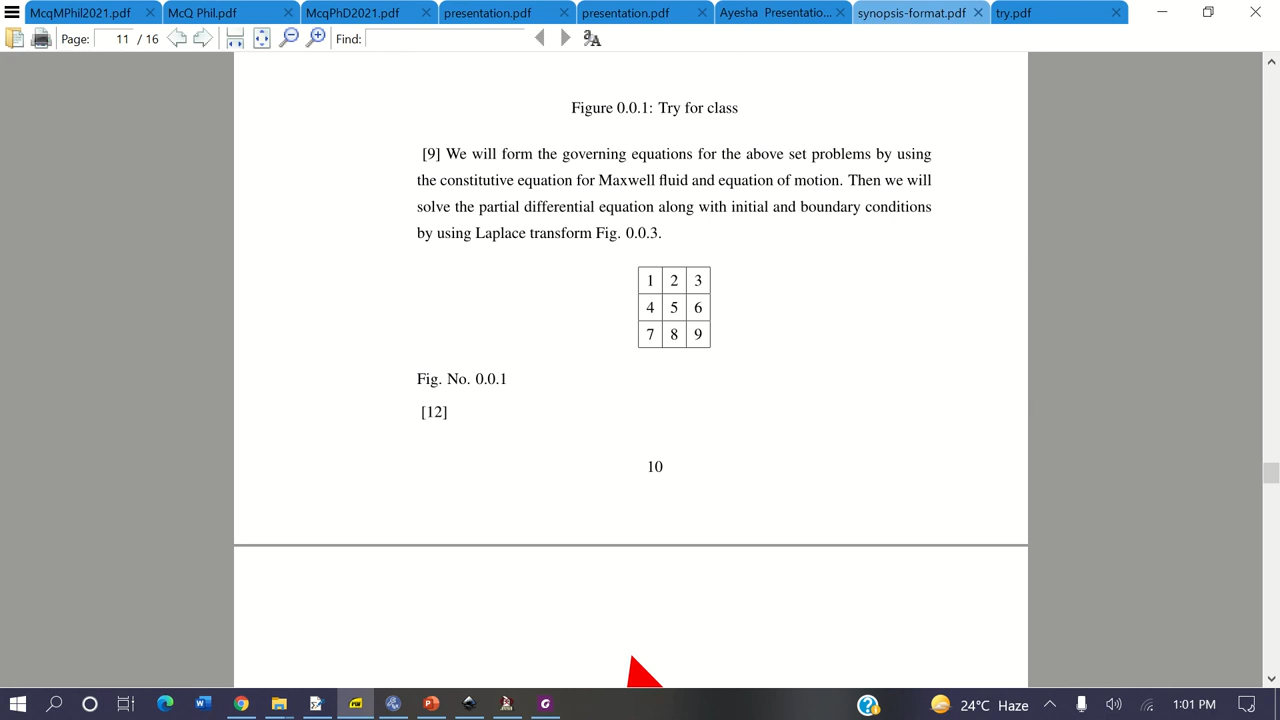 McqMPhil2021.pdf McQ Phil.pdf McqPhD2021.pdf presentation.pdf presentation.pdf Ayesha Presentatio... synopsis-format.pdf try.pdf
Page: 11 / 16 Find:
Figure 0.0.1: Try for class
[9] We will form the governing equations for the above set problems by using
the constitutive equation for Maxwell fluid and equation of motion. Then we will
solve the partial differential equation along with initial and boundary conditions
by using Laplace transform Fig. 0.0.3.
1 2 3
4 5 6
7 8 9
Fig. No. 0.0.1
[12]
10
24°C Haze 1:01 PM